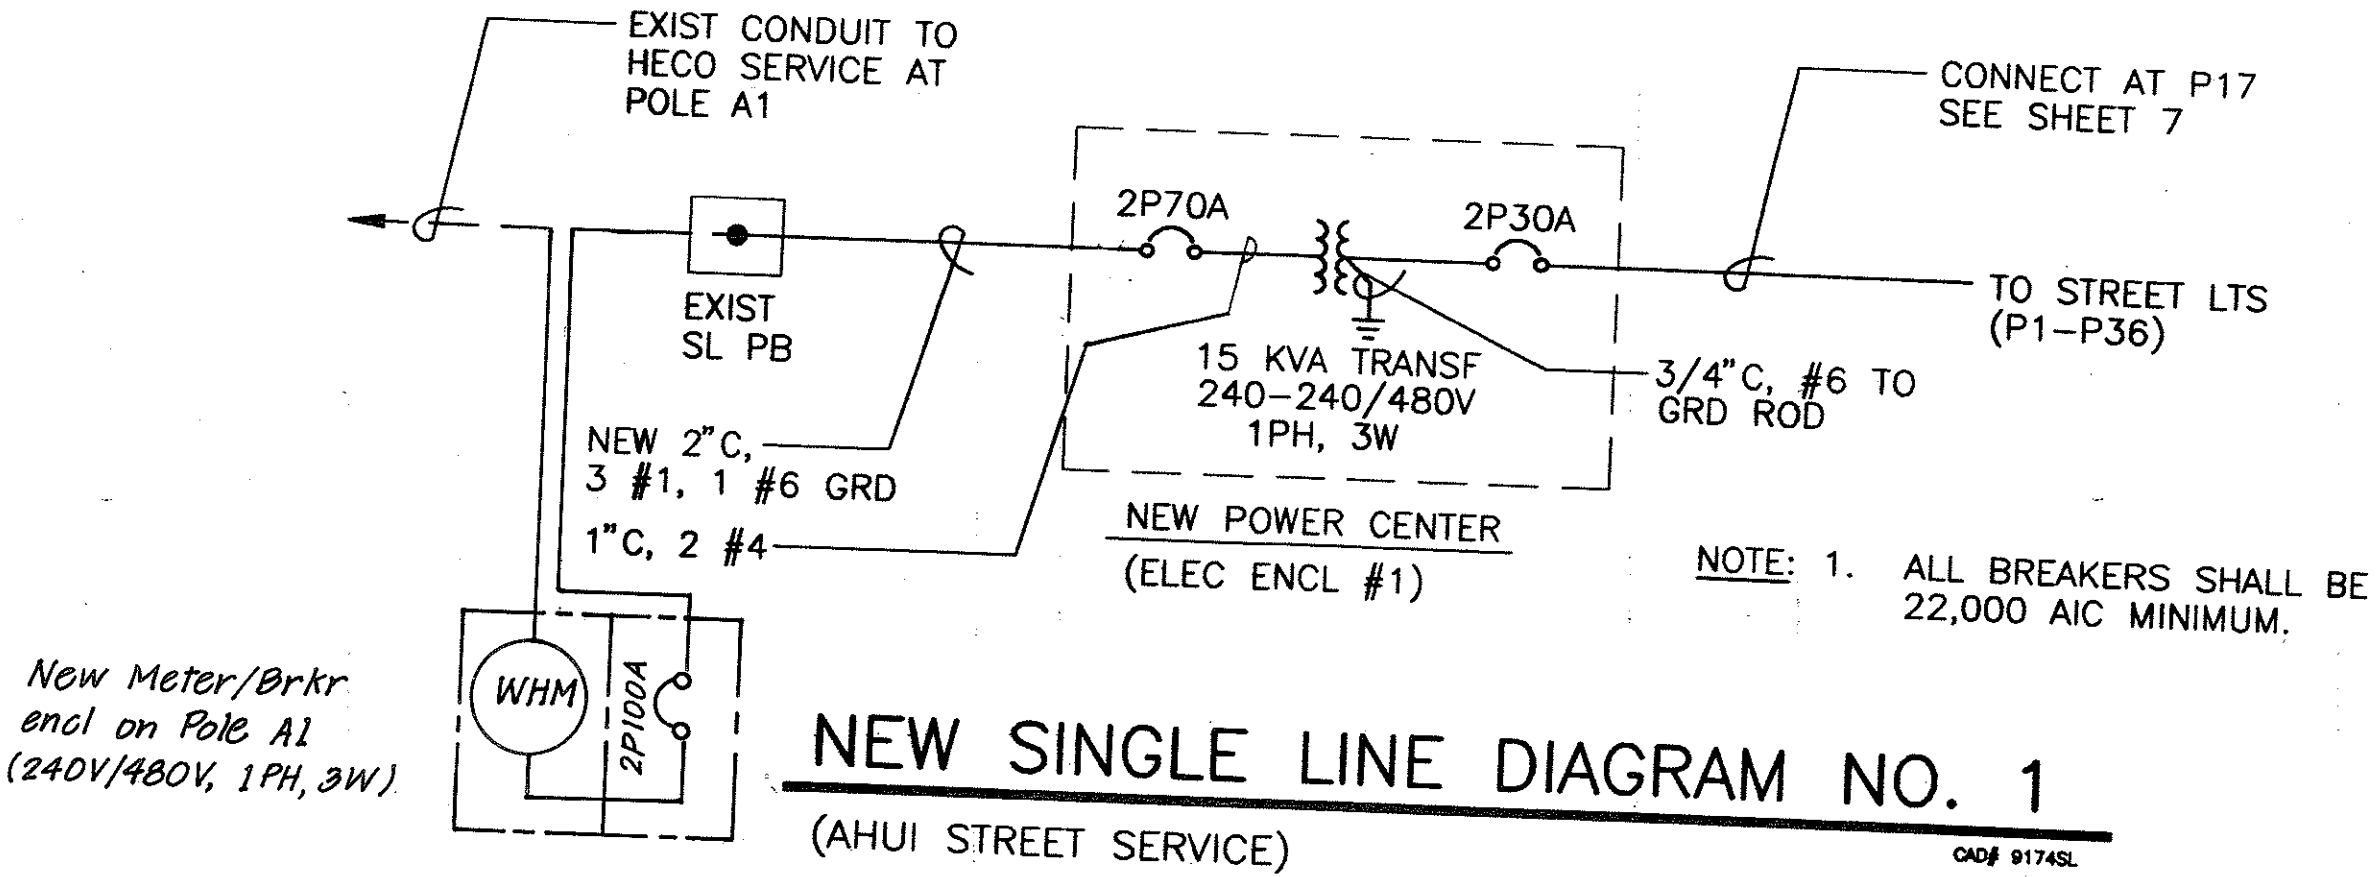 EXIST CONDUIT TO
HECO SERVICE AT
POLE A1
CONNECT AT P17
SEE SHEET 7
2P70A
2P30A
EXIST
SL PB
TO STREET LTS
(P1-P36)
15 KVA TRANSF
240-240/480V
1PH, 3W
3/4"C, #6 TO
GRD ROD
NEW 2"C,
3 #1, 1 #6 GRD
1"C, 2 #4
NEW POWER CENTER
(ELEC ENCL #1)
NOTE: 1. ALL BREAKERS SHALL BE
22,000 AIC MINIMUM.
New Meter/Brkr
encl on Pole A1
(240V/480V, 1PH, 3W)
WHM
2P100A
NEW SINGLE LINE DIAGRAM NO. 1
(AHUI STREET SERVICE)
CAD# 9174SL